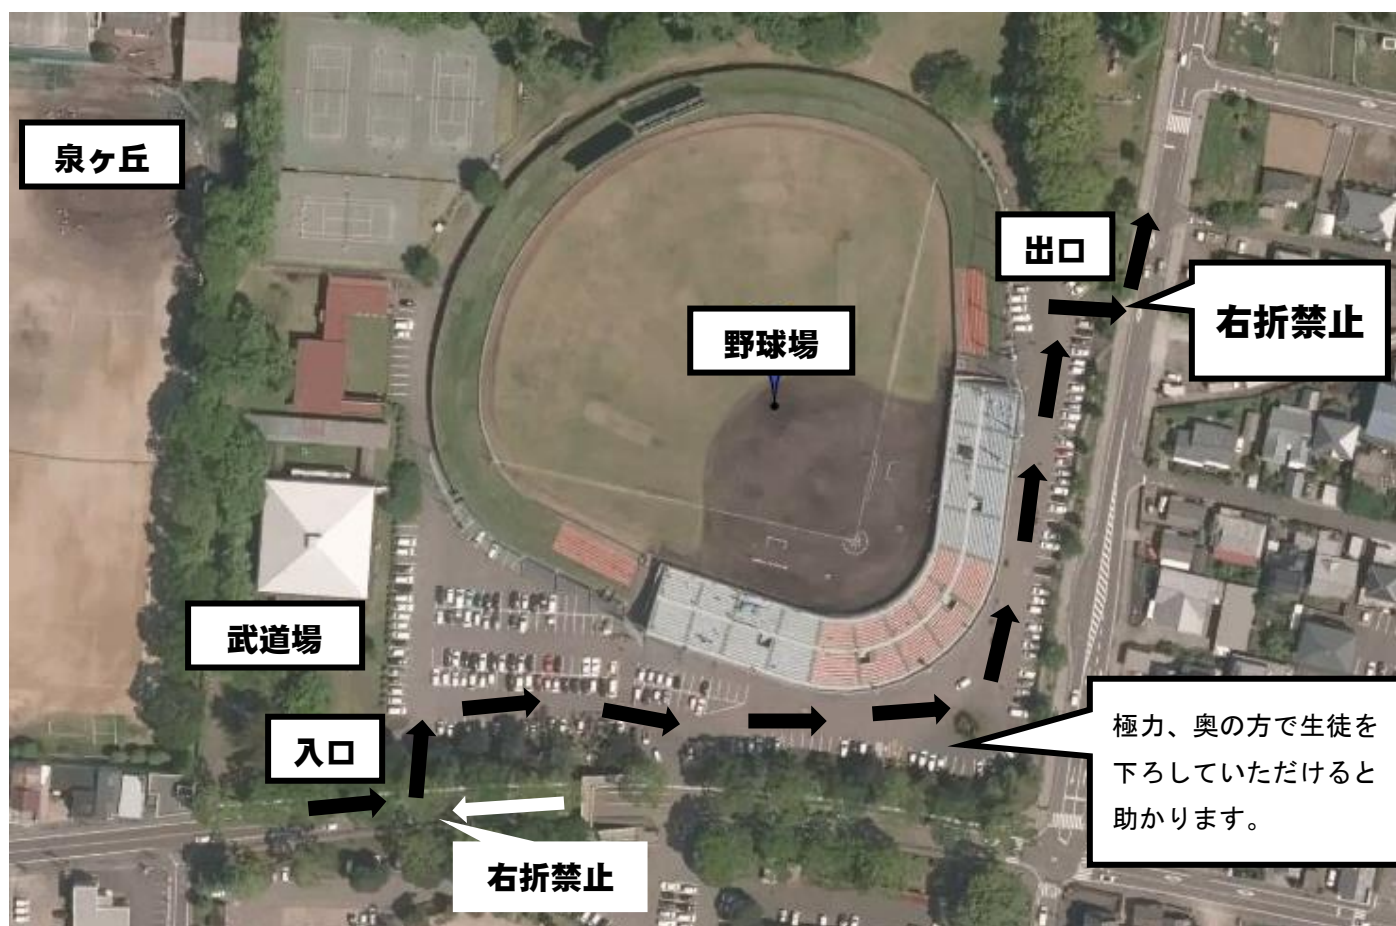 泉ヶ丘
出口
右折禁止
野球場
武道場
入口
極力、奥の方で生徒を
下ろしていただけると
助かります。
右折禁止